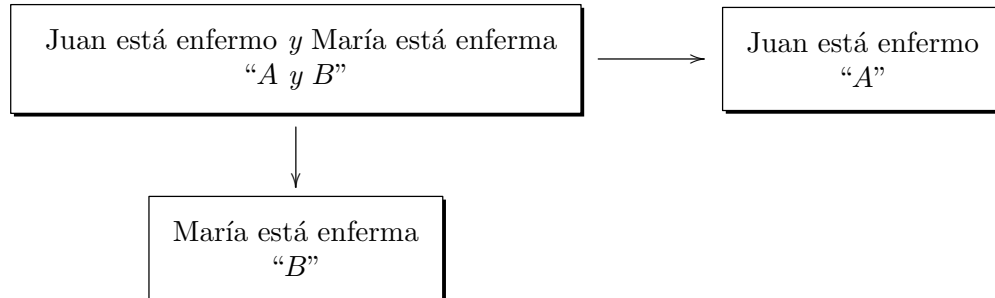 Juan está enfermo y María está enferma
“A y B”
Juan está enfermo
“A”
María está enferma
“B”